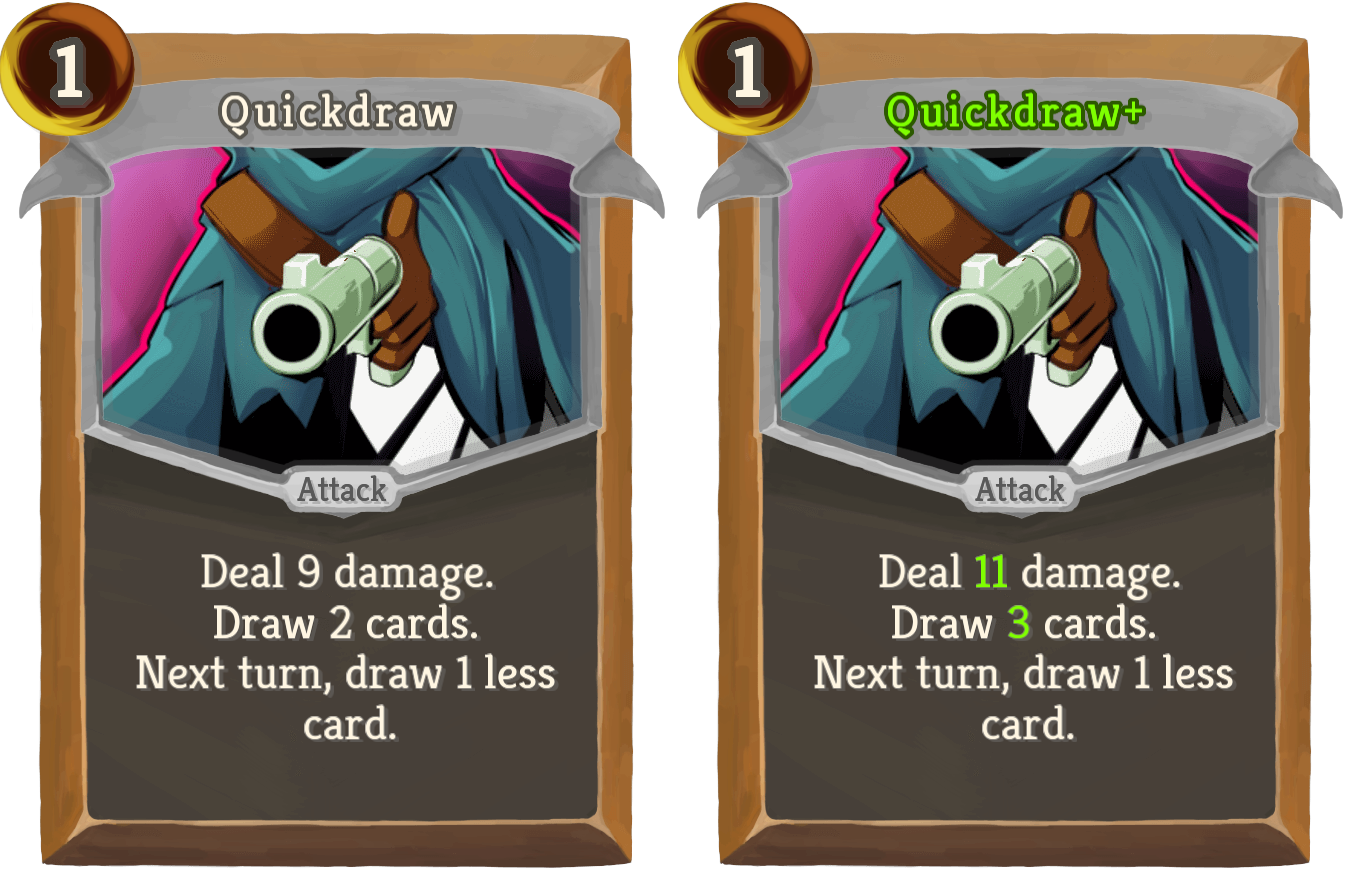 1
Quickdraw
Attack
Deal 9 damage.
Draw 2 cards.
Next turn, draw 1 less
card.
1
Quickdraw+
Attack
Deal 11 damage.
Draw 3 cards.
Next turn, draw 1 less
card.